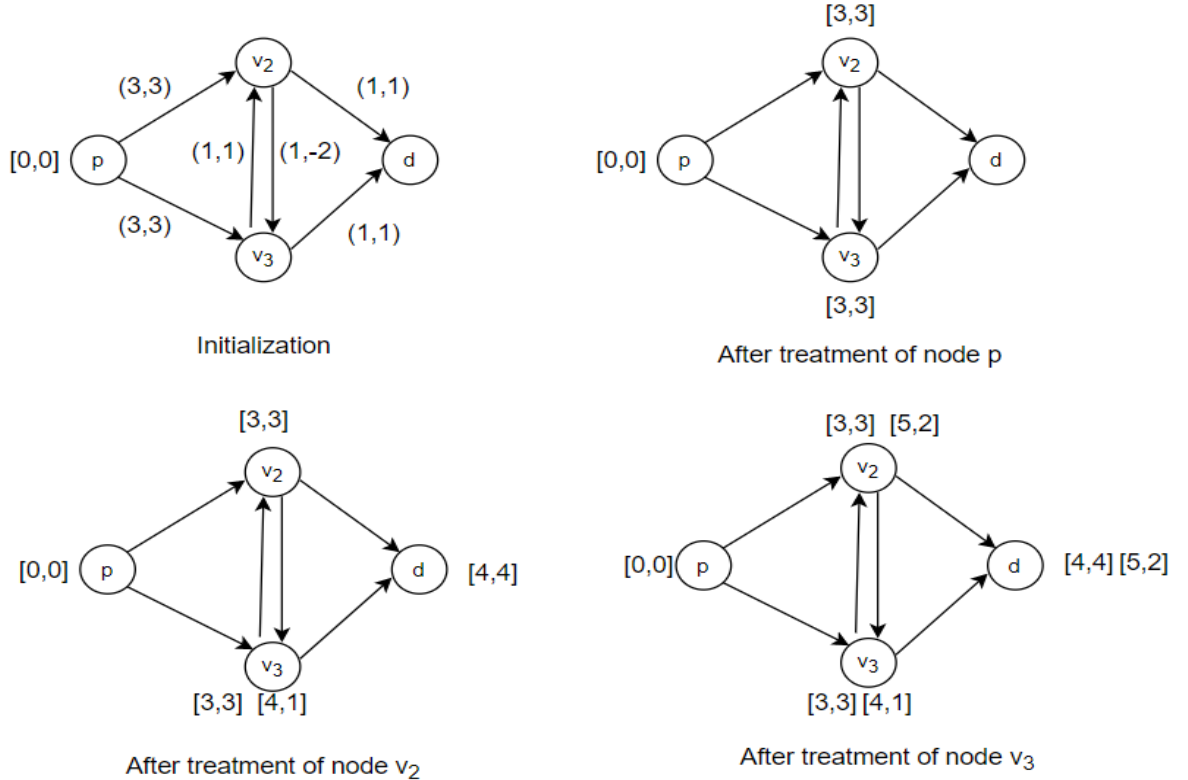 [3,3]
v2
v2
(3,3)
(1,1)
[0,0]
p
(1,1)
(1,-2)
d
[0,0]
p
d
(3,3)
(1,1)
v3
v3
[3,3]
Initialization
After treatment of node p
[3,3]
[3,3] [5,2]
v2
v2
[0,0]
p
d
[4,4]
[0,0]
p
d
[4,4] [5,2]
v3
v3
[3,3] [4,1]
[3,3] [4,1]
After treatment of node v2
After treatment of node v3